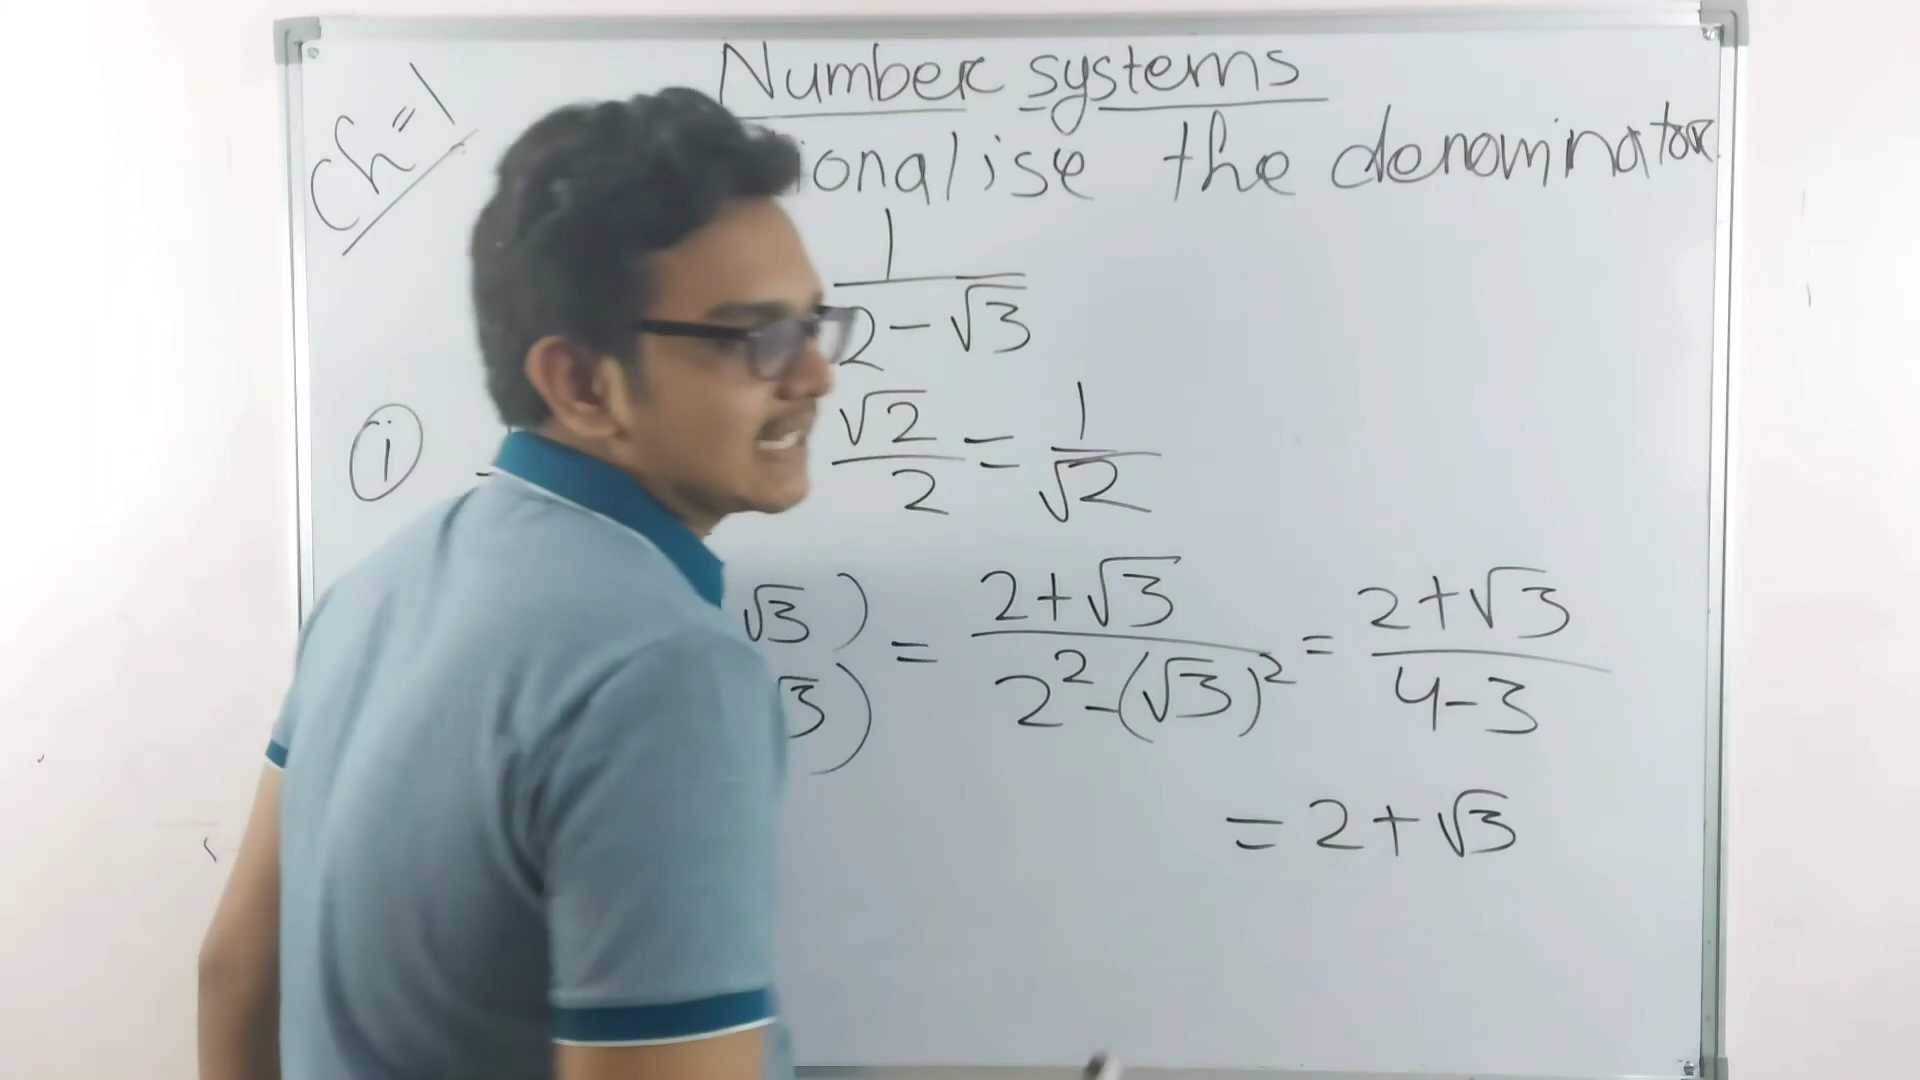 Ch=1
Number systems
ionalise the denominator
1/(2-√3)
(i) √2/2 = 1/√2
√3) / √3) = (2+√3)/(2²-(√3)²) = (2+√3)/(4-3)
= 2+√3